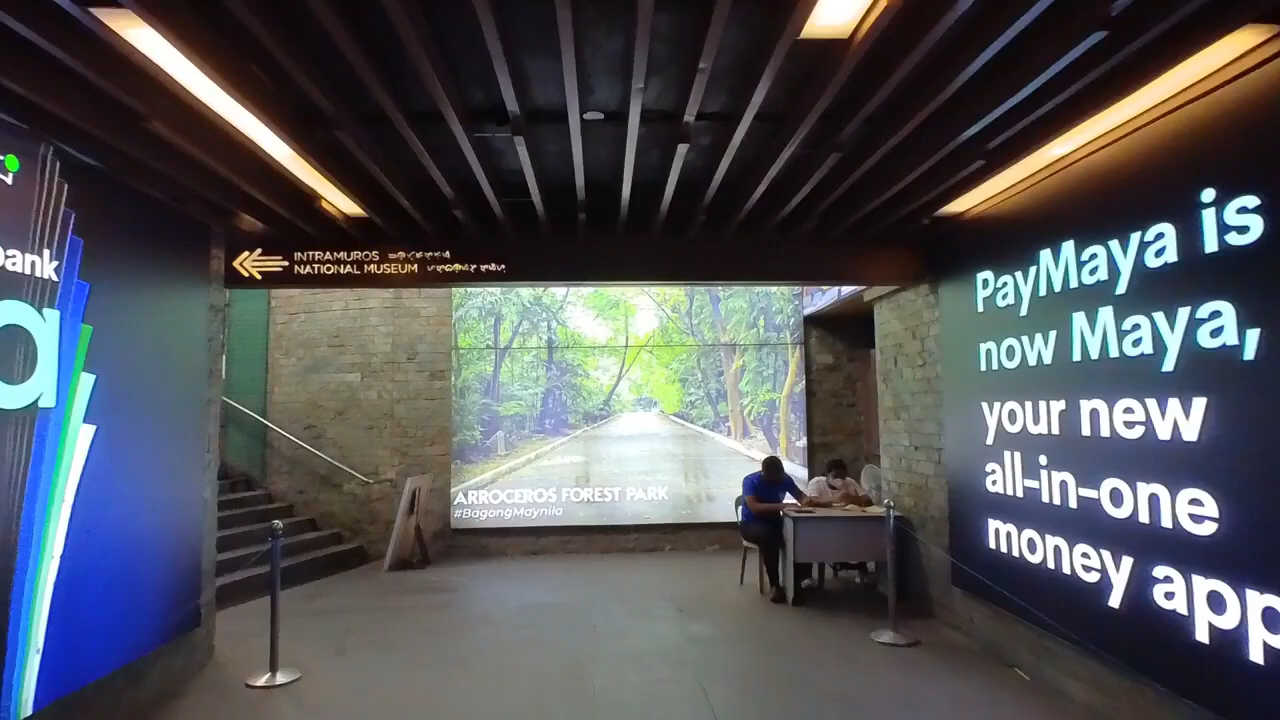 bank
a
INTRAMUROS
NATIONAL MUSEUM
ARROCEROS FOREST PARK
#BagongMaynila
PayMaya is
now Maya,
your new
all-in-one
money app